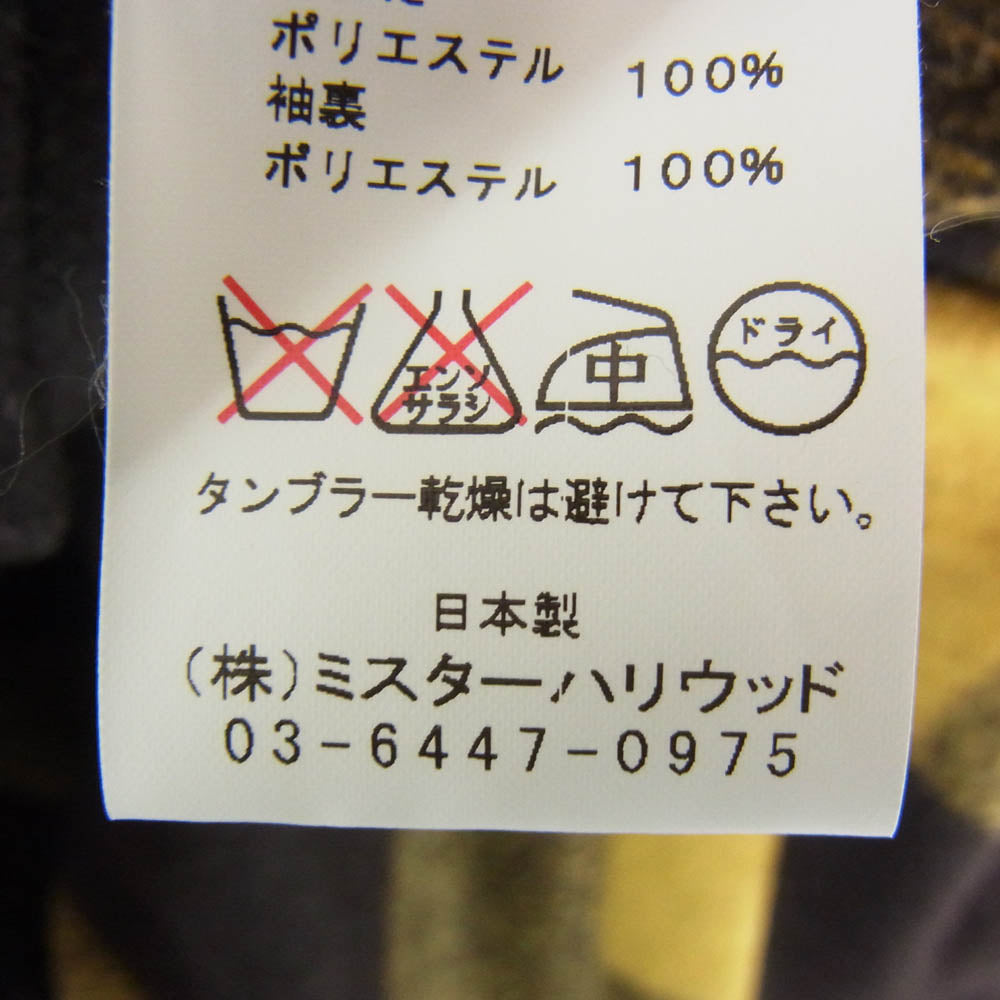 ポリエステル 100%
袖裏
ポリエステル 100%
エンソ
サラシ
中
ドライ
タンブラー乾燥は避けて下さい。
日本製
(株)ミスターハリウッド
03-6447-0975